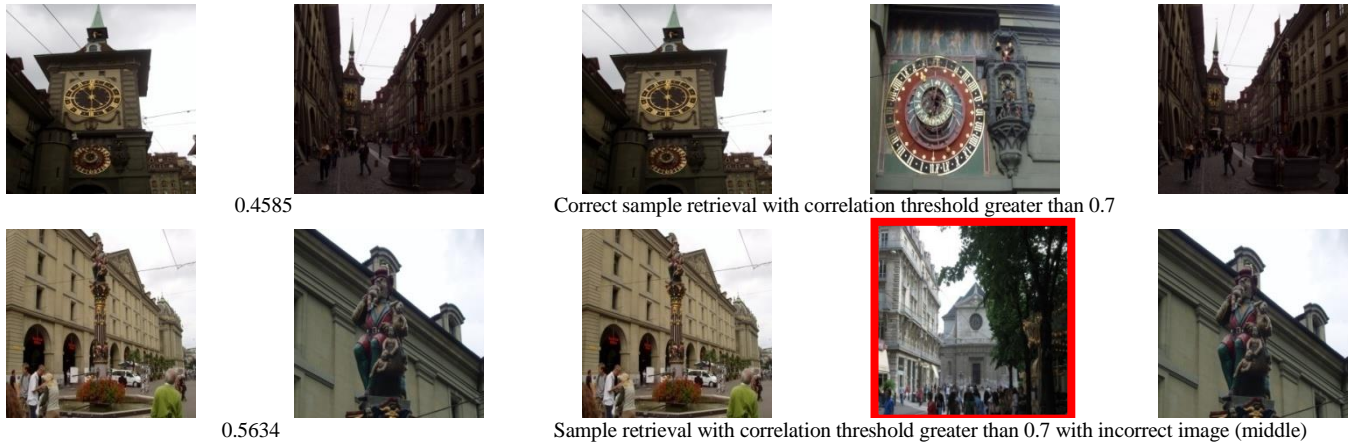 0.4585
Correct sample retrieval with correlation threshold greater than 0.7
0.5634
Sample retrieval with correlation threshold greater than 0.7 with incorrect image (middle)